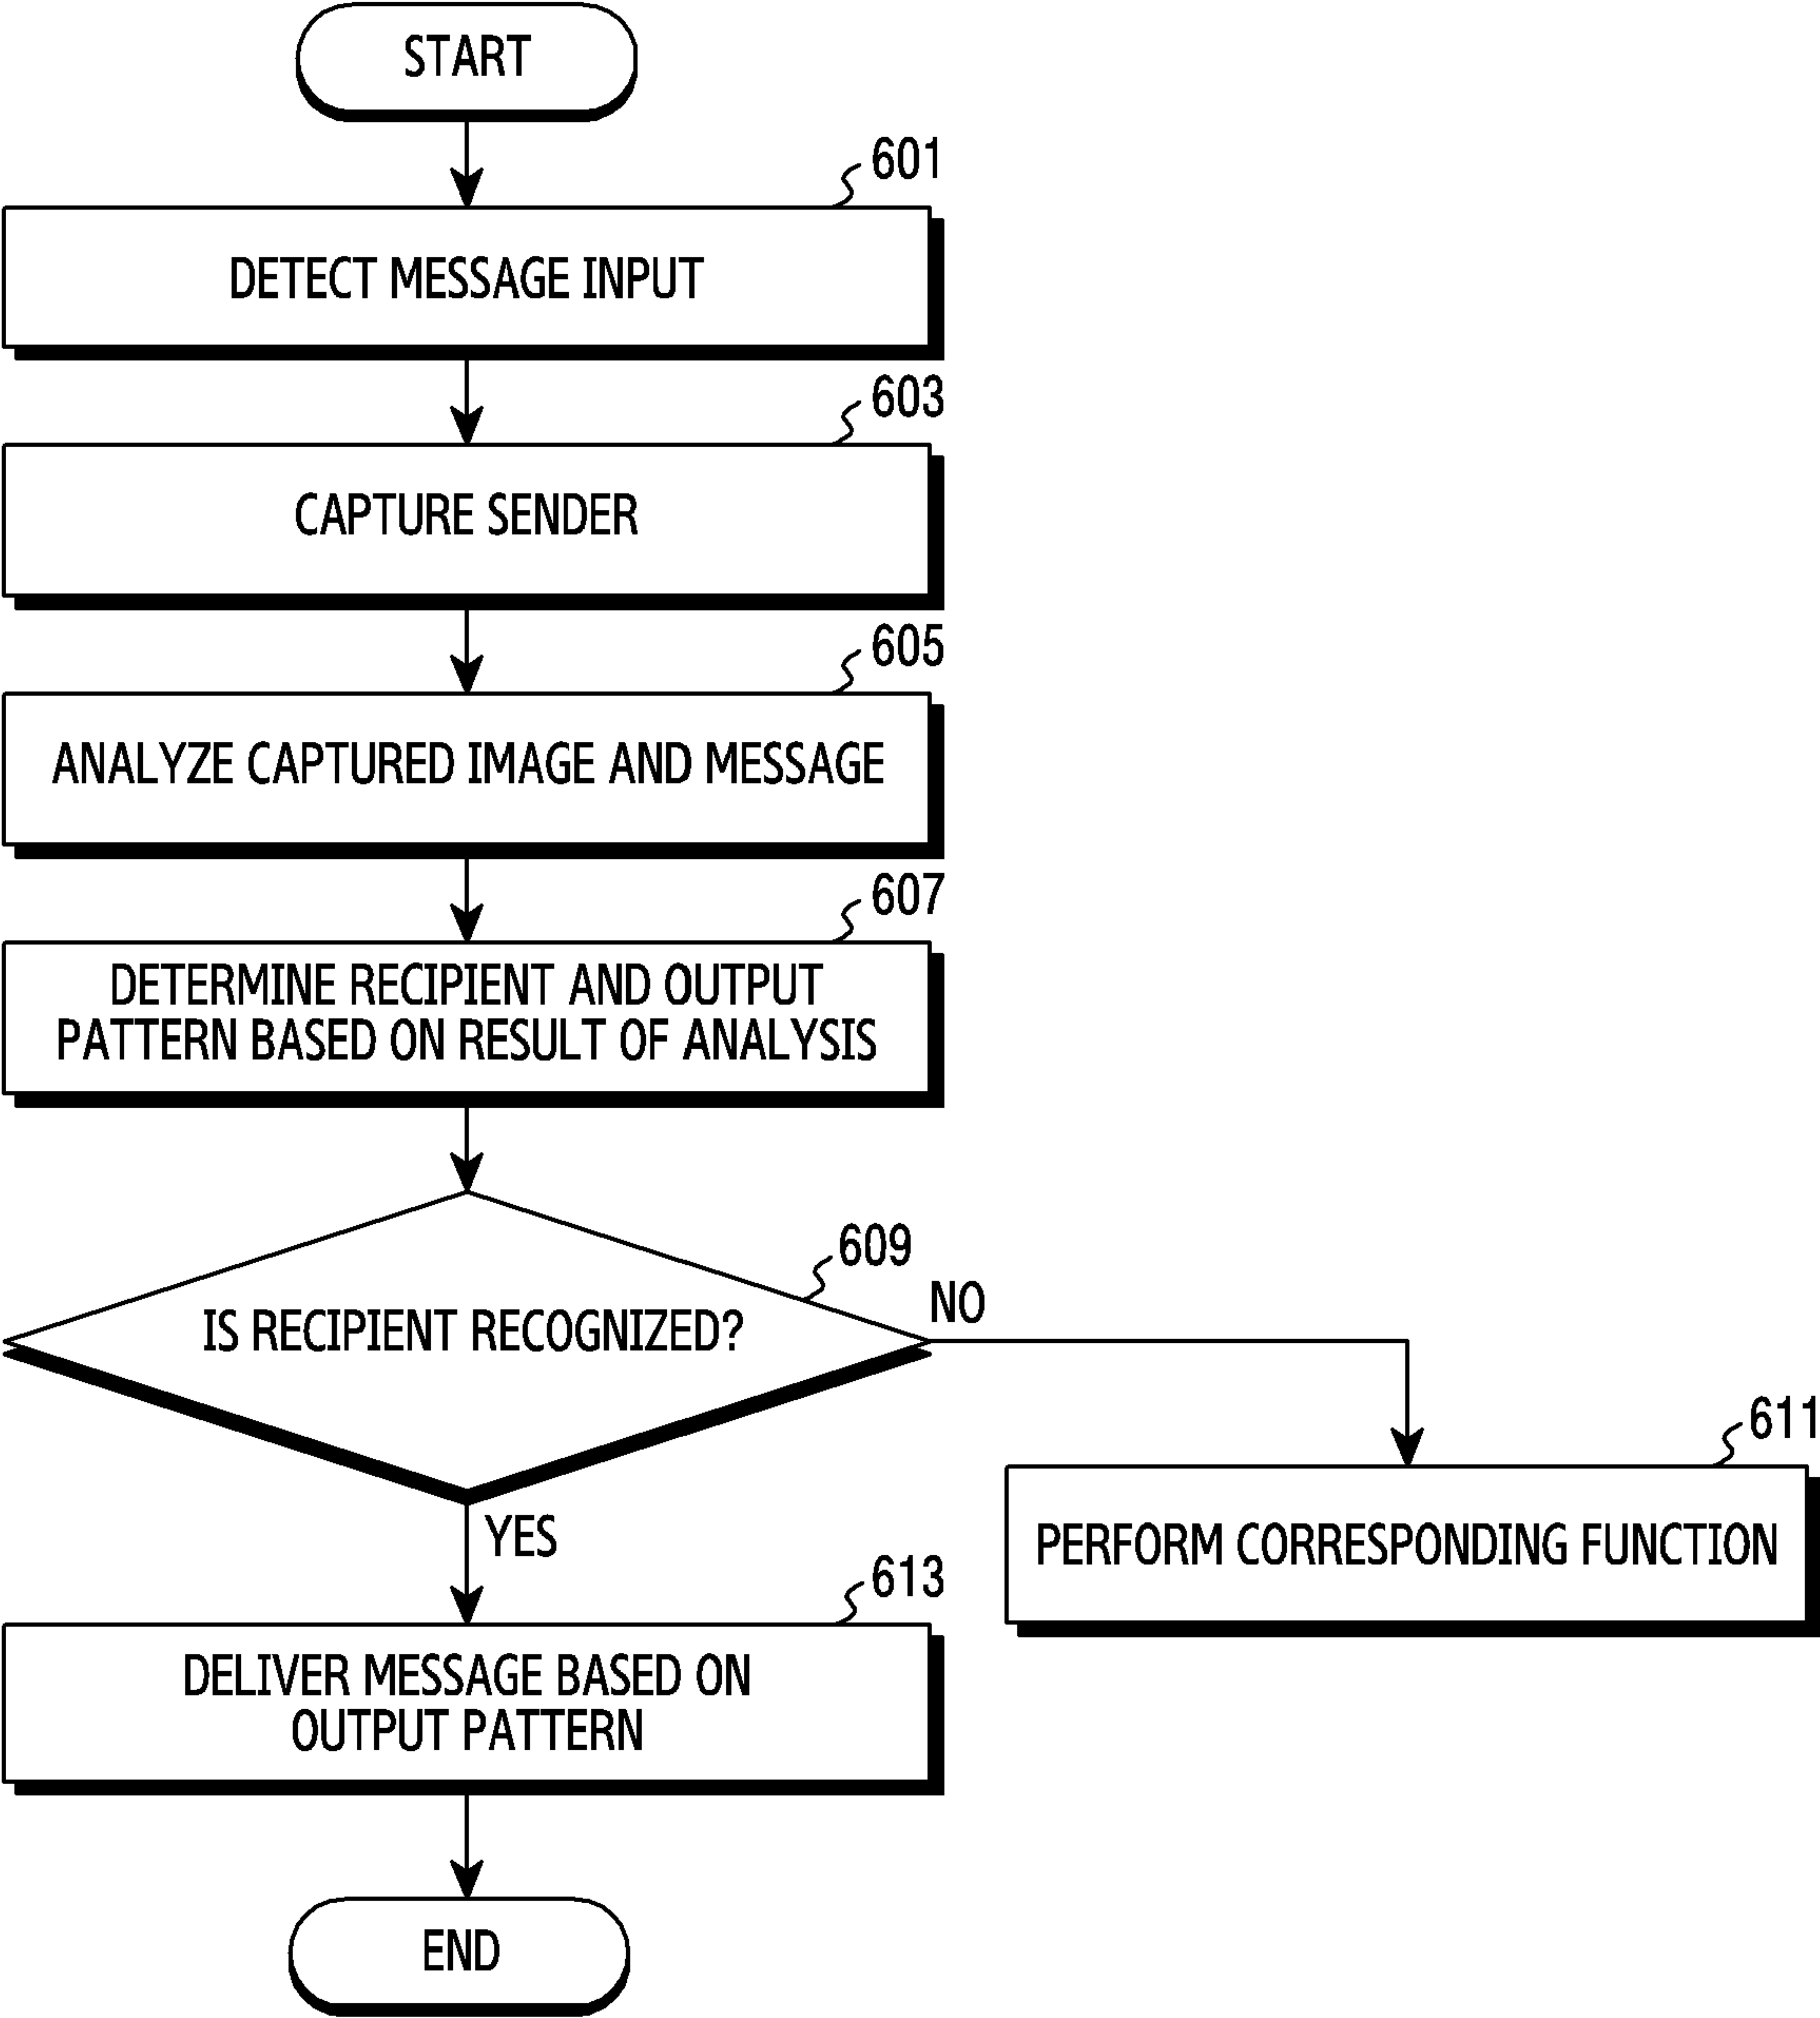 START
601
DETECT MESSAGE INPUT
603
CAPTURE SENDER
605
ANALYZE CAPTURED IMAGE AND MESSAGE
607
DETERMINE RECIPIENT AND OUTPUT
PATTERN BASED ON RESULT OF ANALYSIS
609
IS RECIPIENT RECOGNIZED?
NO
611
PERFORM CORRESPONDING FUNCTION
YES
613
DELIVER MESSAGE BASED ON
OUTPUT PATTERN
END